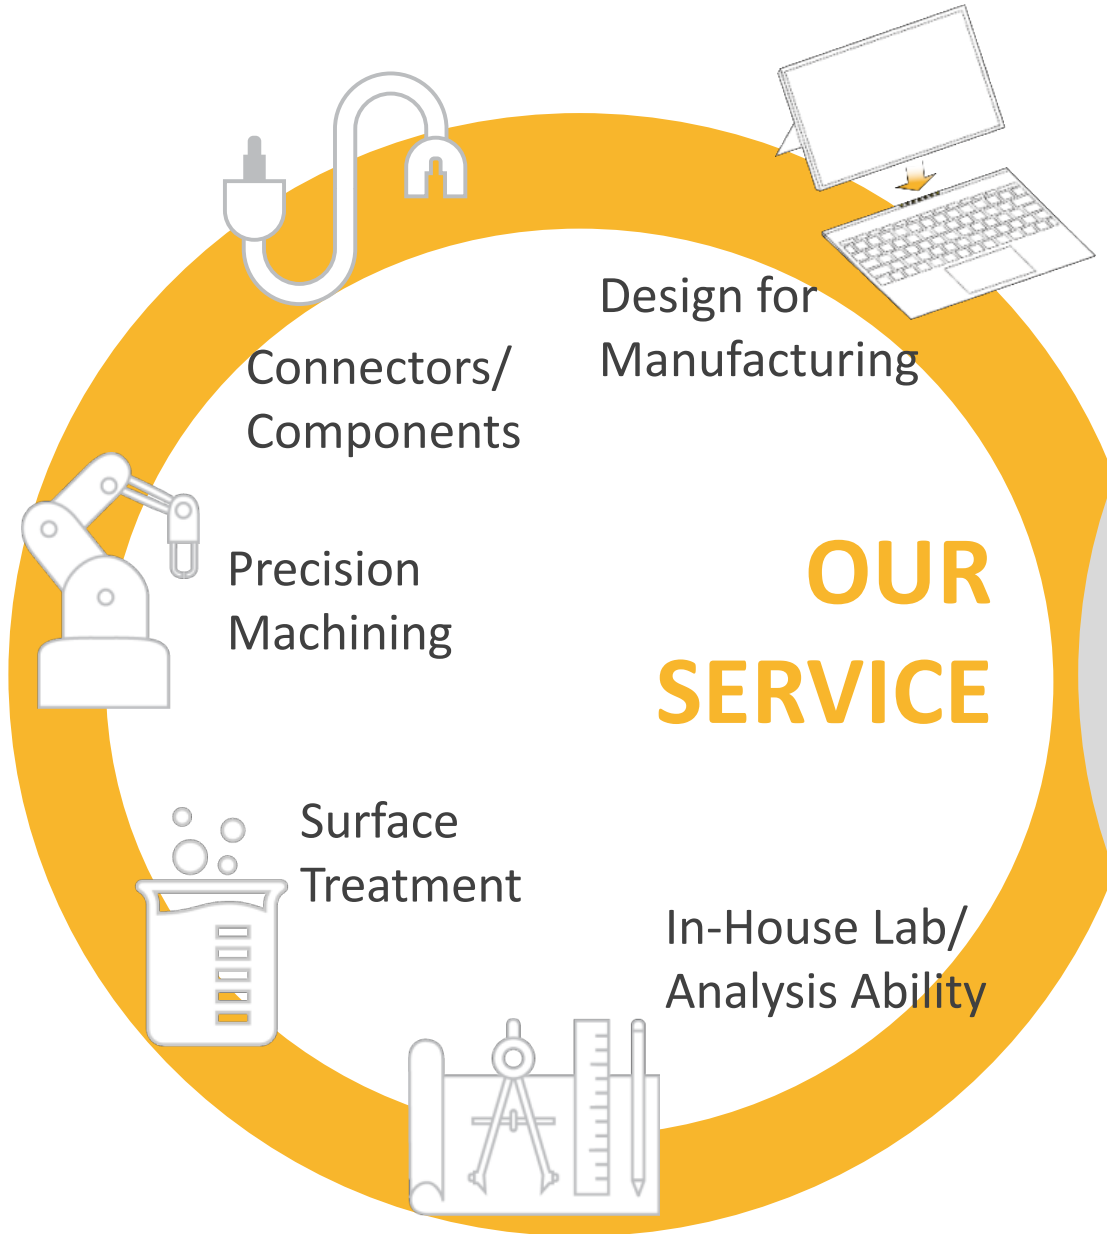 Design for
Manufacturing
Connectors/
Components
Precision
Machining
OUR
SERVICE
Surface
Treatment
In-House Lab/
Analysis Ability